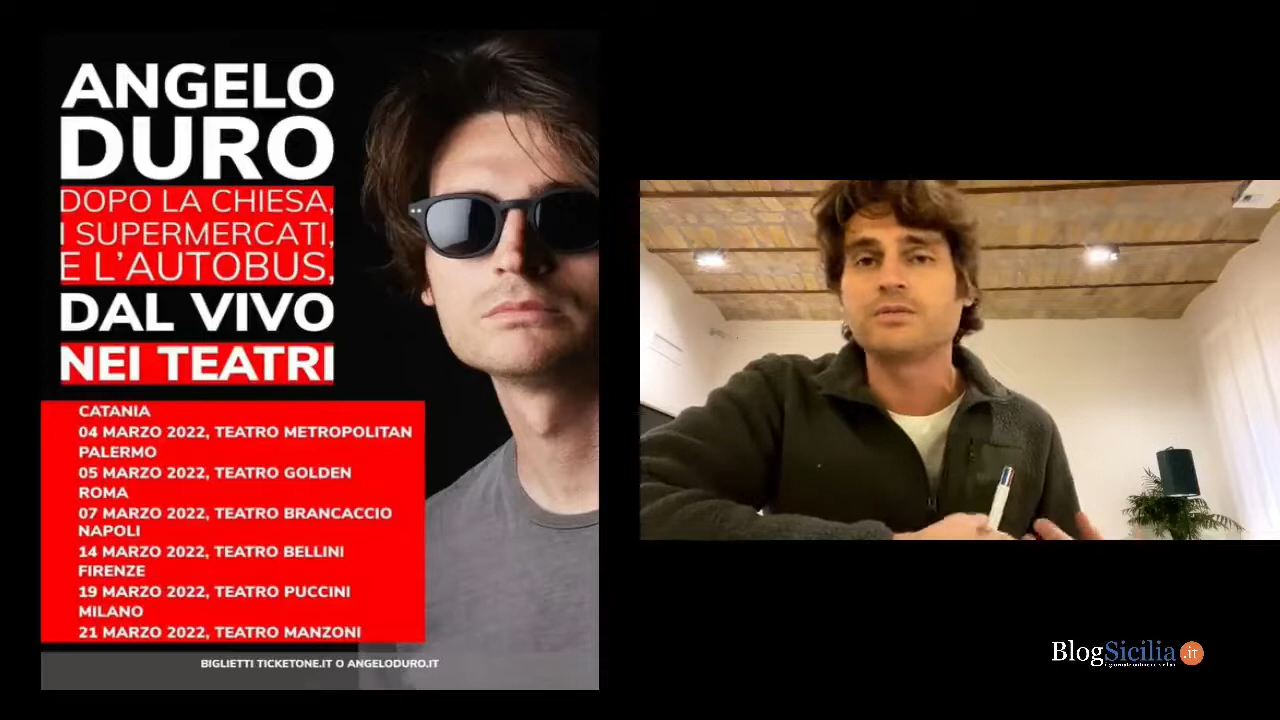 ANGELO
DURO
DOPO LA CHIESA,
I SUPERMERCATI,
E L'AUTOBUS,
DAL VIVO
NEI TEATRI
CATANIA
04 MARZO 2022, TEATRO METROPOLITAN
PALERMO
05 MARZO 2022, TEATRO GOLDEN
ROMA
07 MARZO 2022, TEATRO BRANCACCIO
NAPOLI
14 MARZO 2022, TEATRO BELLINI
FIRENZE
19 MARZO 2022, TEATRO PUCCINI
MILANO
21 MARZO 2022, TEATRO MANZONI
BIGLIETTI TICKETONE.IT O ANGELODURO.IT
BlogSicilia.it